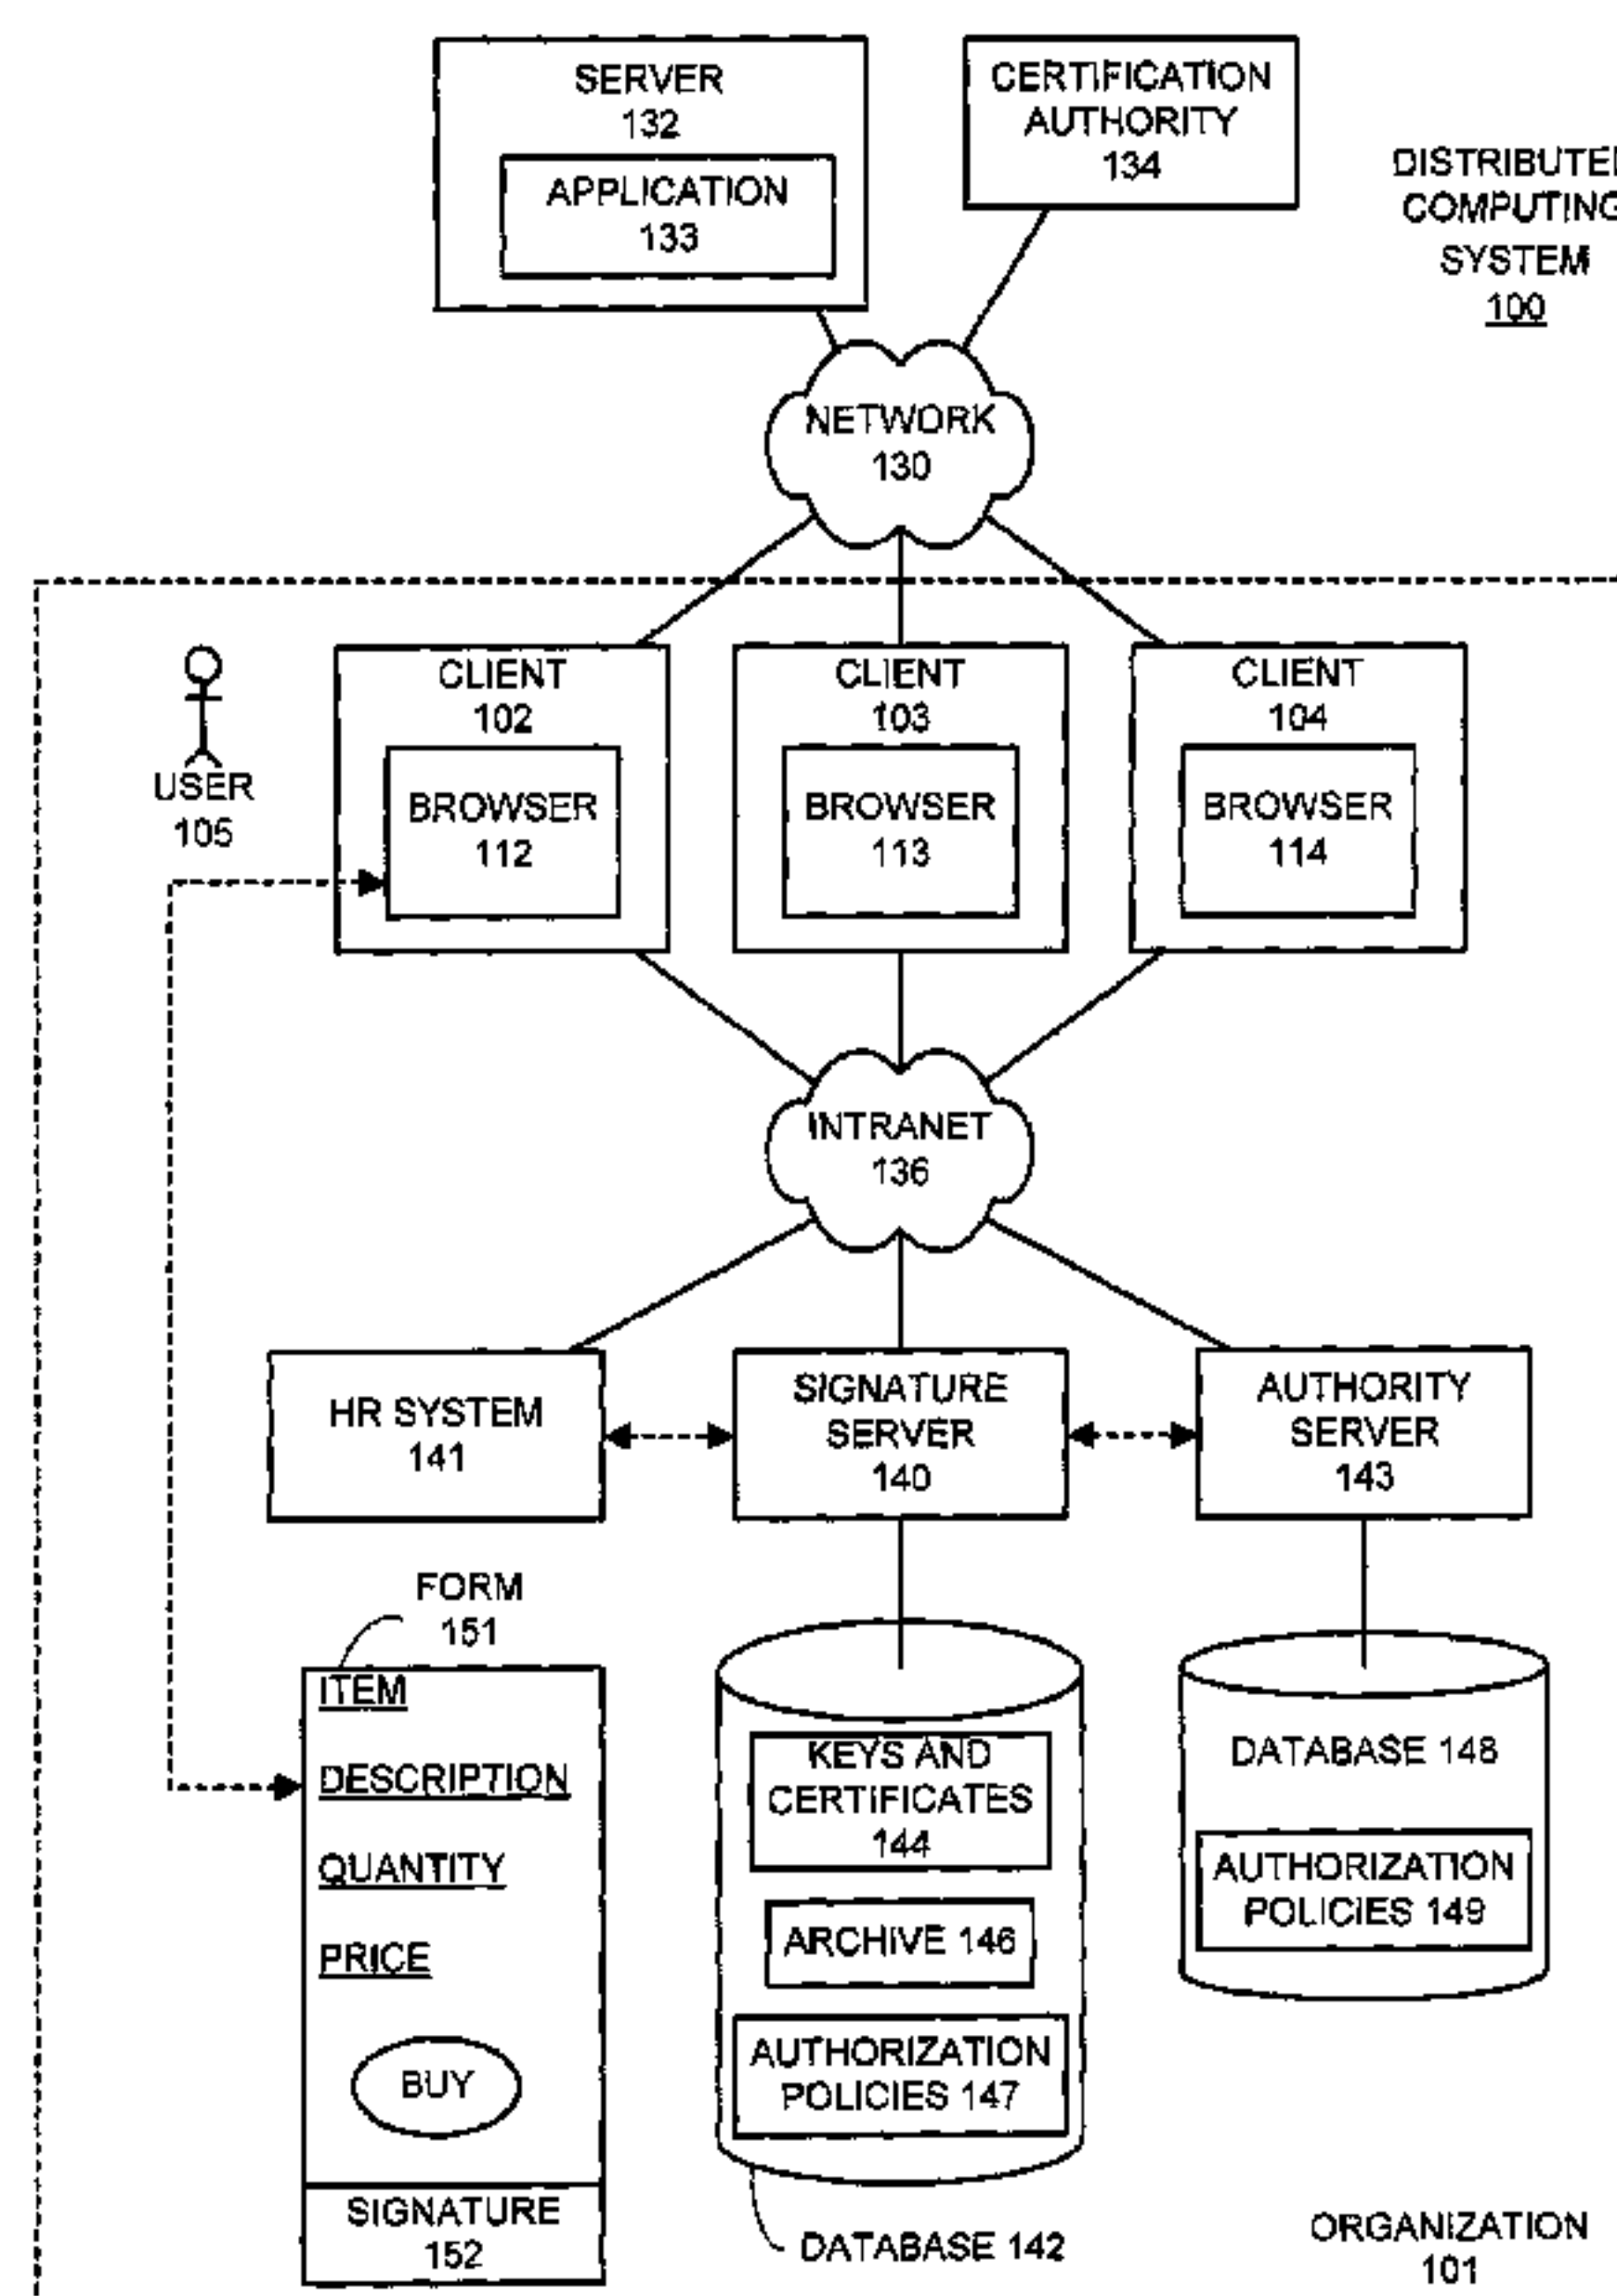 SERVER
132
APPLICATION
133
CERTIFICATION
AUTHORITY
134
DISTRIBUTED
COMPUTING
SYSTEM
100
NETWORK
130
USER
105
CLIENT
102
BROWSER
112
CLIENT
103
BROWSER
113
CLIENT
104
BROWSER
114
INTRANET
136
HR SYSTEM
141
SIGNATURE
SERVER
140
AUTHORITY
SERVER
143
FORM
151
ITEM
DESCRIPTION
QUANTITY
PRICE
BUY
SIGNATURE
152
KEYS AND
CERTIFICATES
144
ARCHIVE 146
AUTHORIZATION
POLICIES 147
DATABASE 142
DATABASE 148
AUTHORIZATION
POLICIES 149
ORGANIZATION
101